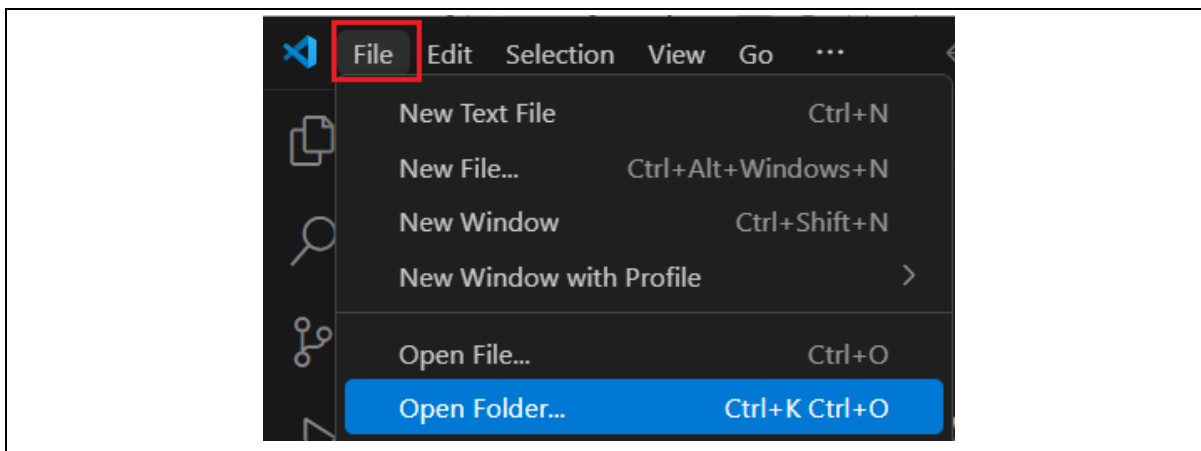 File Edit Selection View Go ...
New Text File Ctrl+N
New File... Ctrl+Alt+Windows+N
New Window Ctrl+Shift+N
New Window with Profile
Open File... Ctrl+O
Open Folder... Ctrl+K Ctrl+O